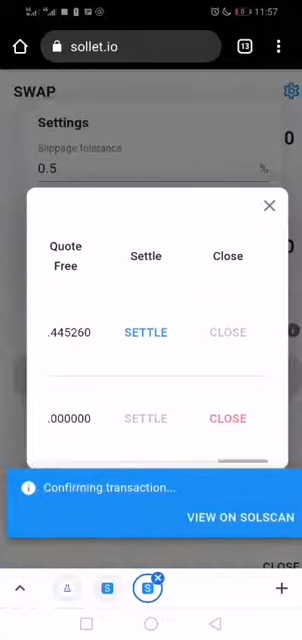 11:57
sollet.io
13
SWAP
Settings
Slippage tolerance
0.5 %
0
Quote Free Settle Close
.445260 SETTLE CLOSE
.000000 SETTLE CLOSE
Confirming transaction...
VIEW ON SOLSCAN
CLOSE